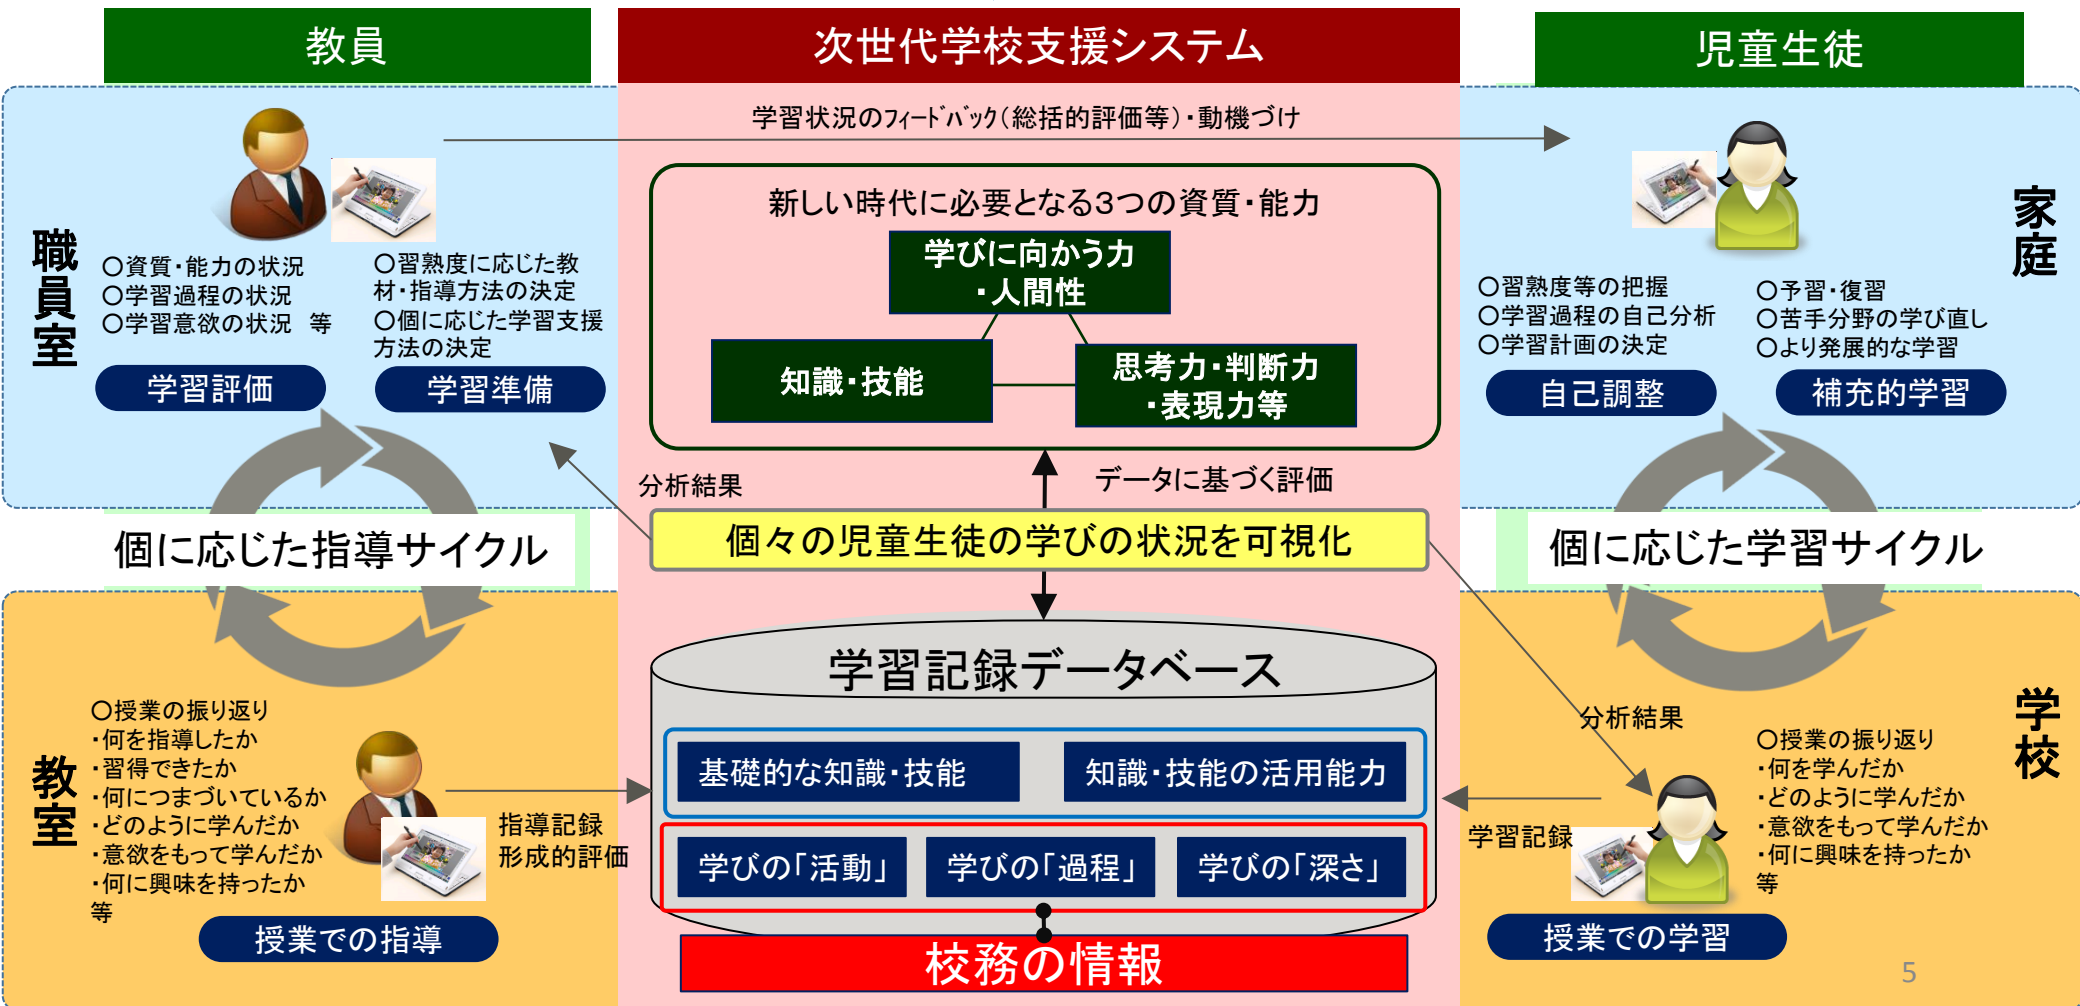 教員
次世代学校支援システム
児童生徒
学習状況のﾌｨｰﾄﾞﾊﾞｯｸ（総括的評価等）・動機づけ
職員室
○資質・能力の状況
○学習過程の状況
○学習意欲の状況　等
学習評価
○習熟度に応じた教
材・指導方法の決定
○個に応じた学習支援
方法の決定
学習準備
新しい時代に必要となる３つの資質・能力
学びに向かう力
・人間性
知識・技能
思考力・判断力
・表現力等
家庭
○習熟度等の把握
○学習過程の自己分析
○学習計画の決定
自己調整
○予習・復習
○苦手分野の学び直し
○より発展的な学習
補充的学習
分析結果
データに基づく評価
個に応じた指導サイクル
個々の児童生徒の学びの状況を可視化
個に応じた学習サイクル
教室
○授業の振り返り
・何を指導したか
・習得できたか
・何につまづいているか
・どのように学んだか
・意欲をもって学んだか
・何に興味を持ったか
等
授業での指導
指導記録
形成的評価
学習記録データベース
基礎的な知識・技能
知識・技能の活用能力
学びの「活動」
学びの「過程」
学びの「深さ」
校務の情報
分析結果
学習記録
学校
○授業の振り返り
・何を学んだか
・どのように学んだか
・意欲をもって学んだか
・何に興味を持ったか
等
授業での学習
5